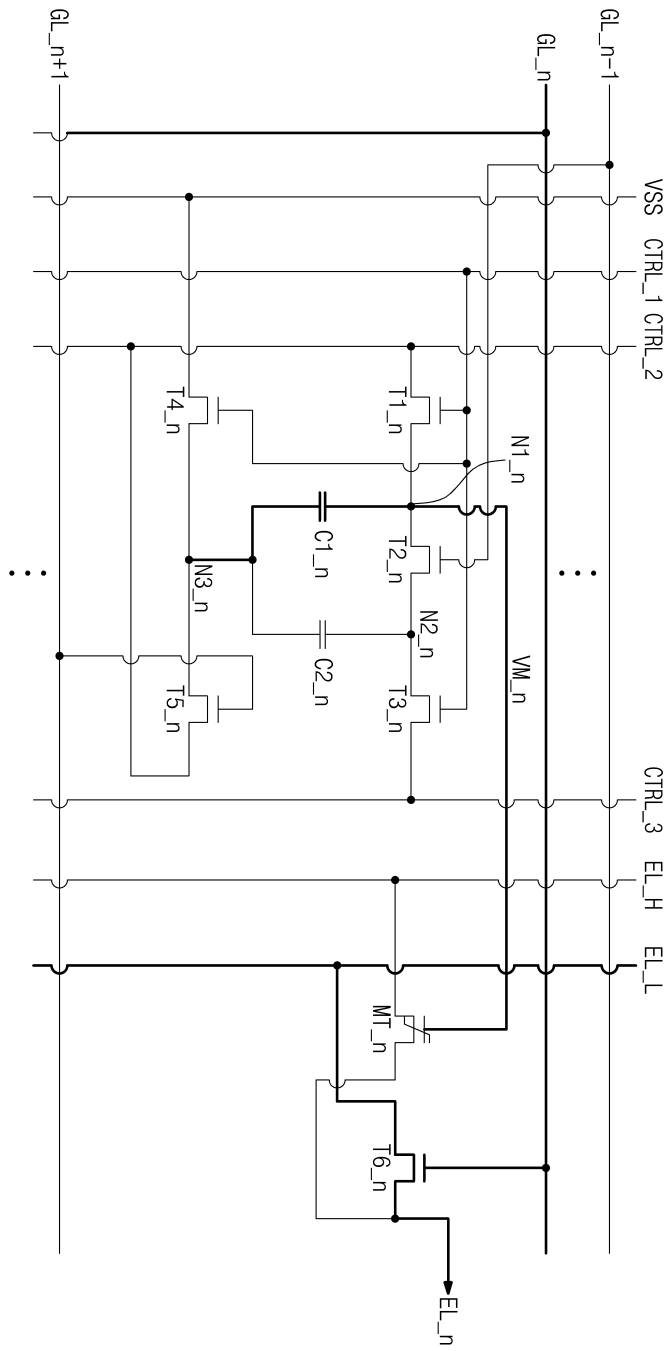 GL_n-1
GL_n
GL_n+1
VSS
CTRL_1
CTRL_2
CTRL_3
EL_H
EL_L
T1_n
N1_n
T2_n
N2_n
T3_n
VM_n
T4_n
C1_n
N3_n
C2_n
T5_n
MT_n
T6_n
EL_n